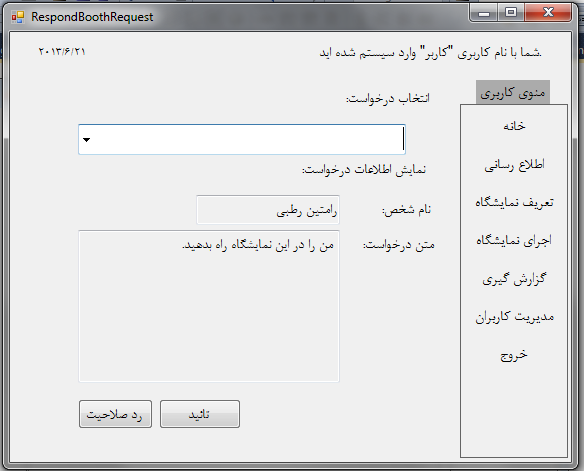 RespondBoothRequest
شما با نام کاربری "کاربر" وارد سیستم شده اید.
۲۰۱۳/۶/۲۱
منوی کاربری
خانه
اطلاع رسانی
تعریف نمایشگاه
اجرای نمایشگاه
گزارش گیری
مدیریت کاربران
خروج
انتخاب درخواست:
نمایش اطلاعات درخواست:
نام شخص:
رامتین رطبی
متن درخواست:
من را در این نمایشگاه راه بدهید.
تائید
رد صلاحیت